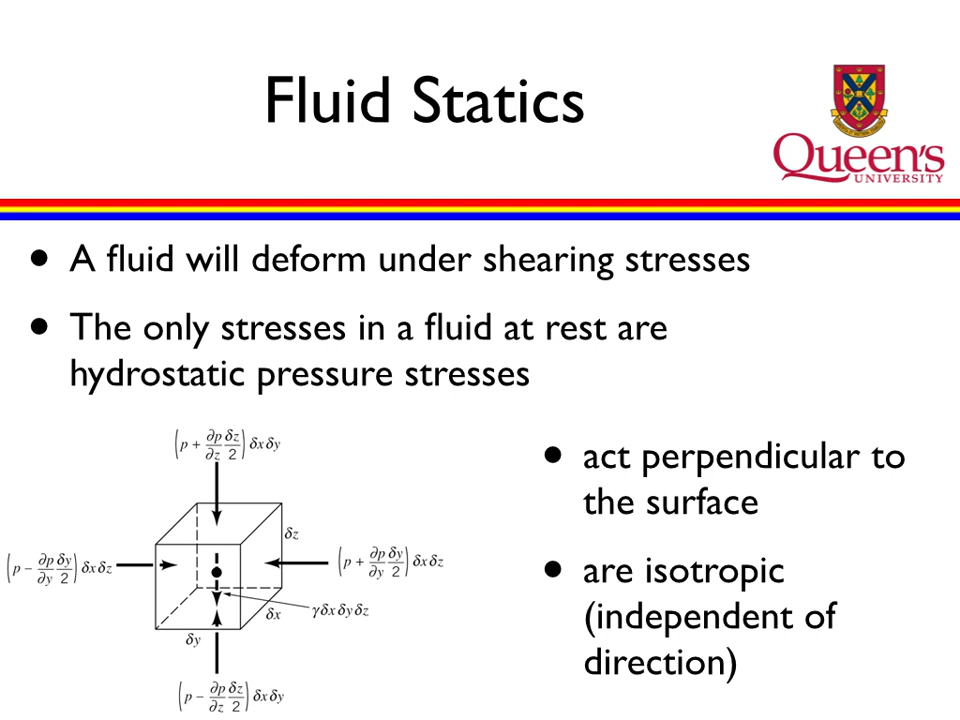 Fluid Statics
Queen's
UNIVERSITY
• A fluid will deform under shearing stresses
• The only stresses in a fluid at rest are
hydrostatic pressure stresses
(p + ∂p/∂z δz/2) δx δy
δz
(p − ∂p/∂y δy/2) δx δz
(p + ∂p/∂y δy/2) δx δz
δx
γ δx δy δz
δy
(p − ∂p/∂z δz/2) δx δy
• act perpendicular to
the surface
• are isotropic
(independent of
direction)